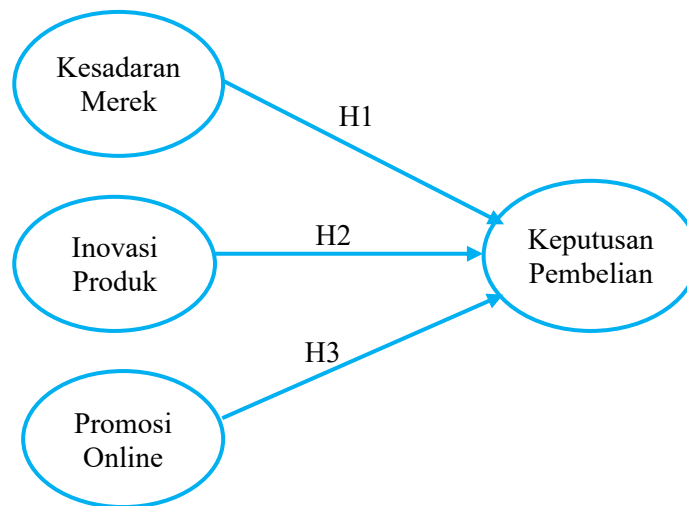 Kesadaran
Merek
H1
Inovasi
Produk
H2
Keputusan
Pembelian
H3
Promosi
Online